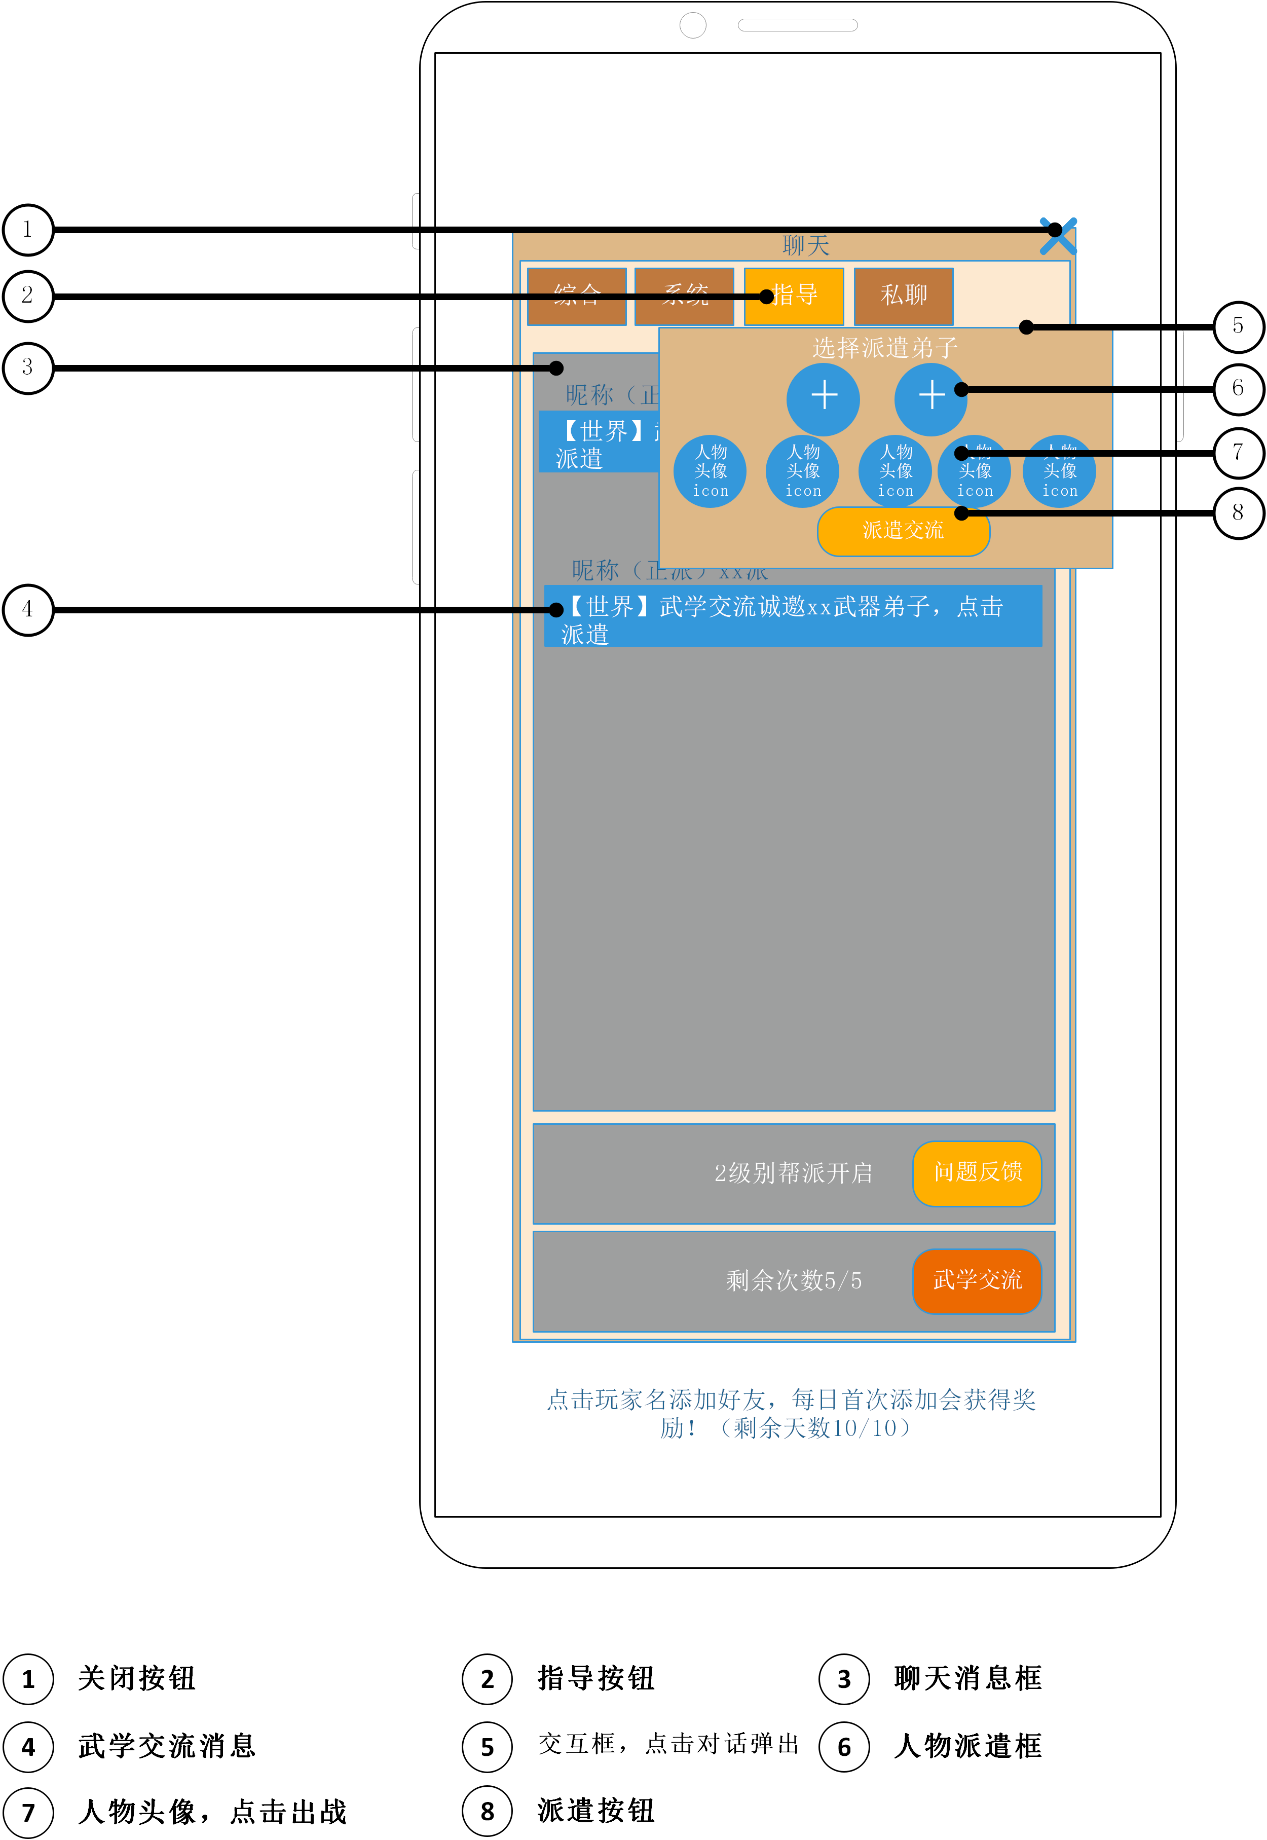 聊天
1
综合 系统 指导 私聊
2
5
选择派遣弟子
3
昵称（正
6
【世界】
派遣
人物
头像
icon
人物
头像
icon
人物
头像
icon
人物
头像
icon
人物
头像
icon
7
8
派遣交流
昵称（正派）xx派
4
【世界】武学交流诚邀xx武器弟子，点击
派遣
2级别帮派开启 问题反馈
剩余次数5/5 武学交流
点击玩家名添加好友，每日首次添加会获得奖
励！（剩余天数10/10）
1 关闭按钮 2 指导按钮 3 聊天消息框
4 武学交流消息 5 交互框，点击对话弹出 6 人物派遣框
7 人物头像，点击出战 8 派遣按钮